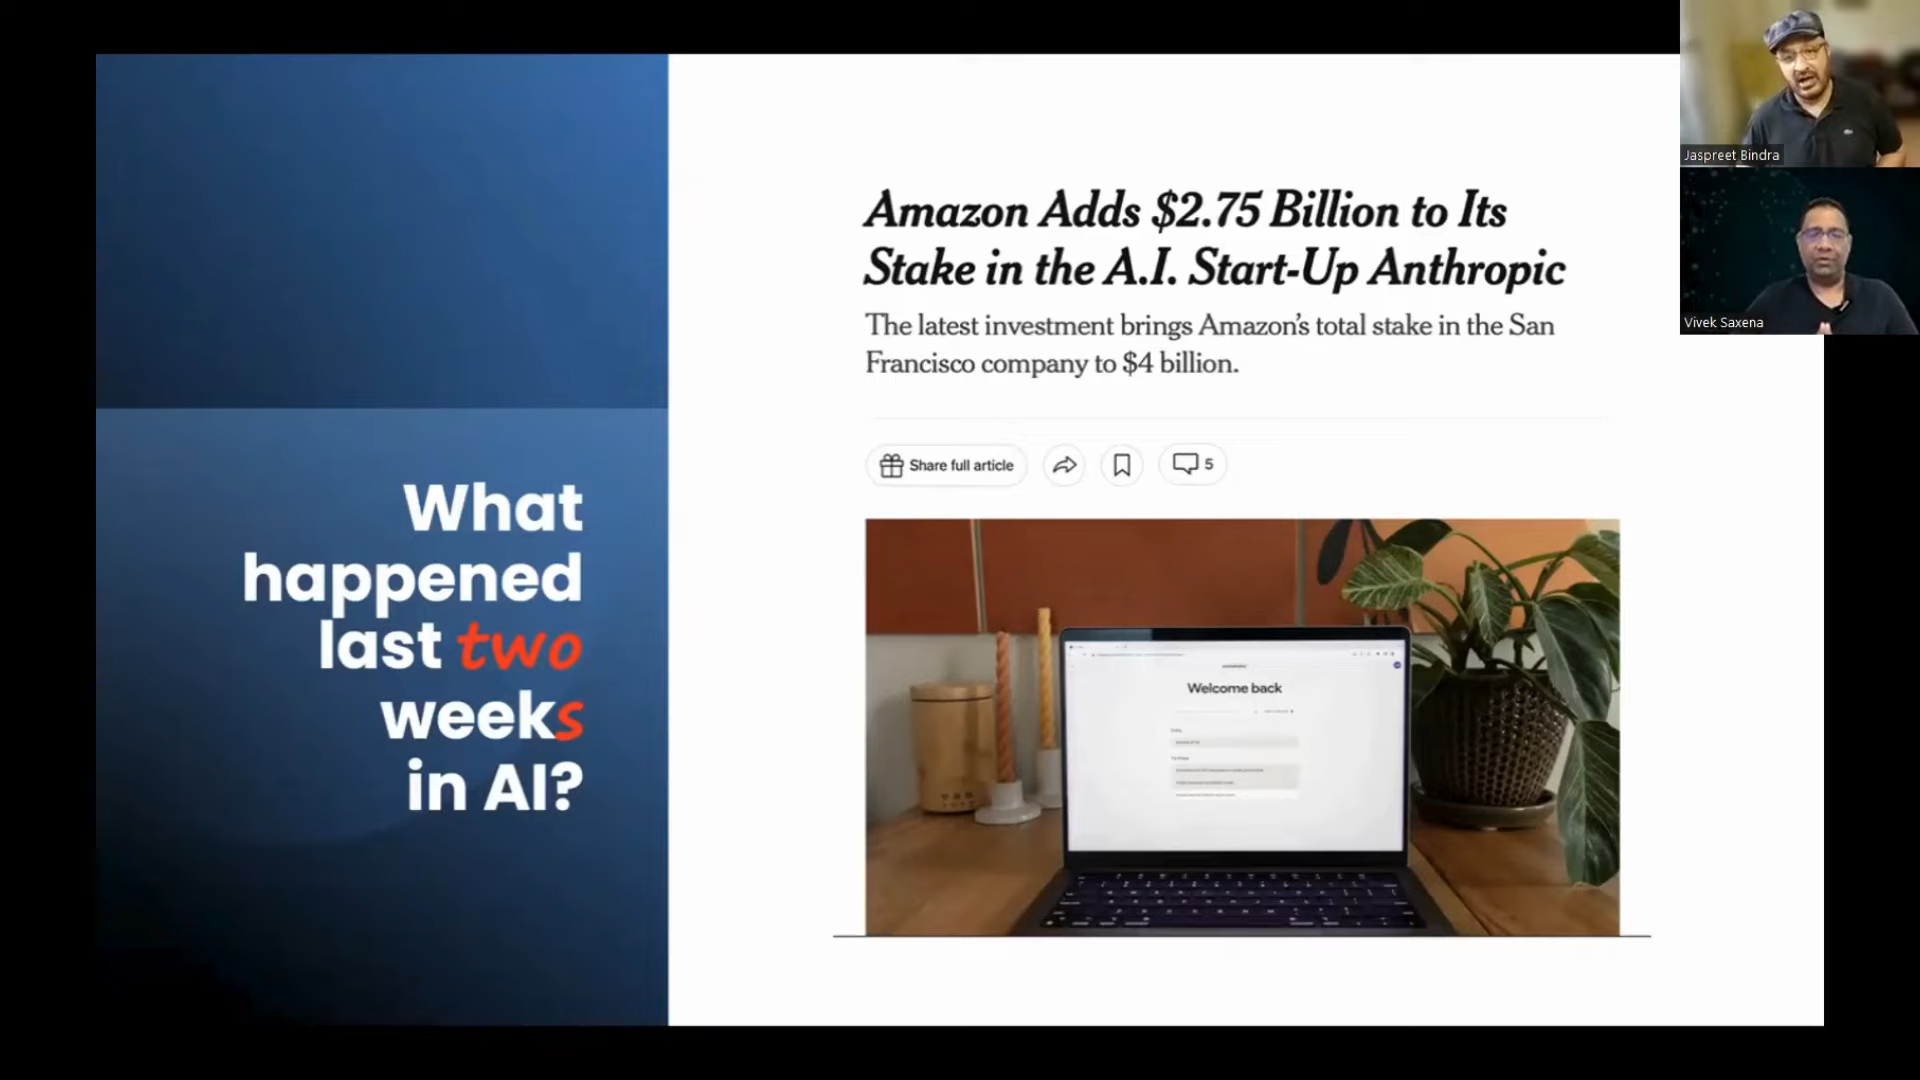 What
happened
last two
weeks
in AI?
Amazon Adds $2.75 Billion to Its
Stake in the A.I. Start-Up Anthropic
The latest investment brings Amazon’s total stake in the San
Francisco company to $4 billion.
Share full article
5
Welcome back
Jaspreet Bindra
Vivek Saxena